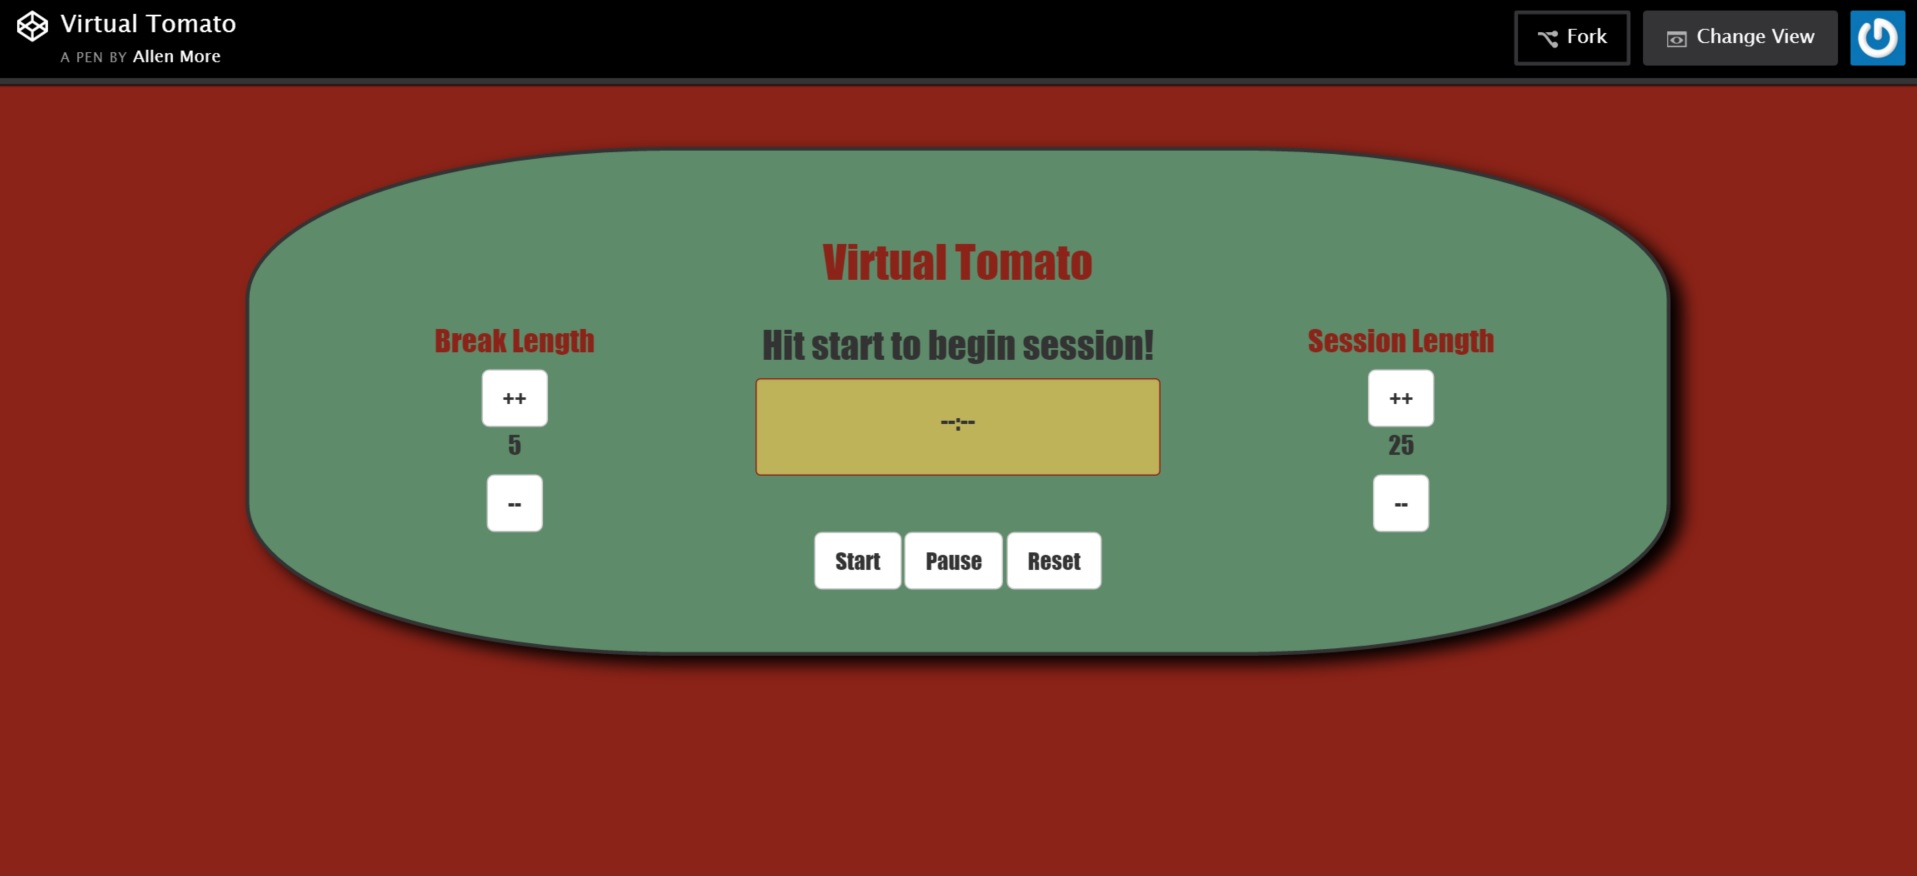 Virtual Tomato
A PEN BY Allen More
Fork
Change View
Virtual Tomato
Break Length
++
5
--
Hit start to begin session!
--:--
Start Pause Reset
Session Length
++
25
--